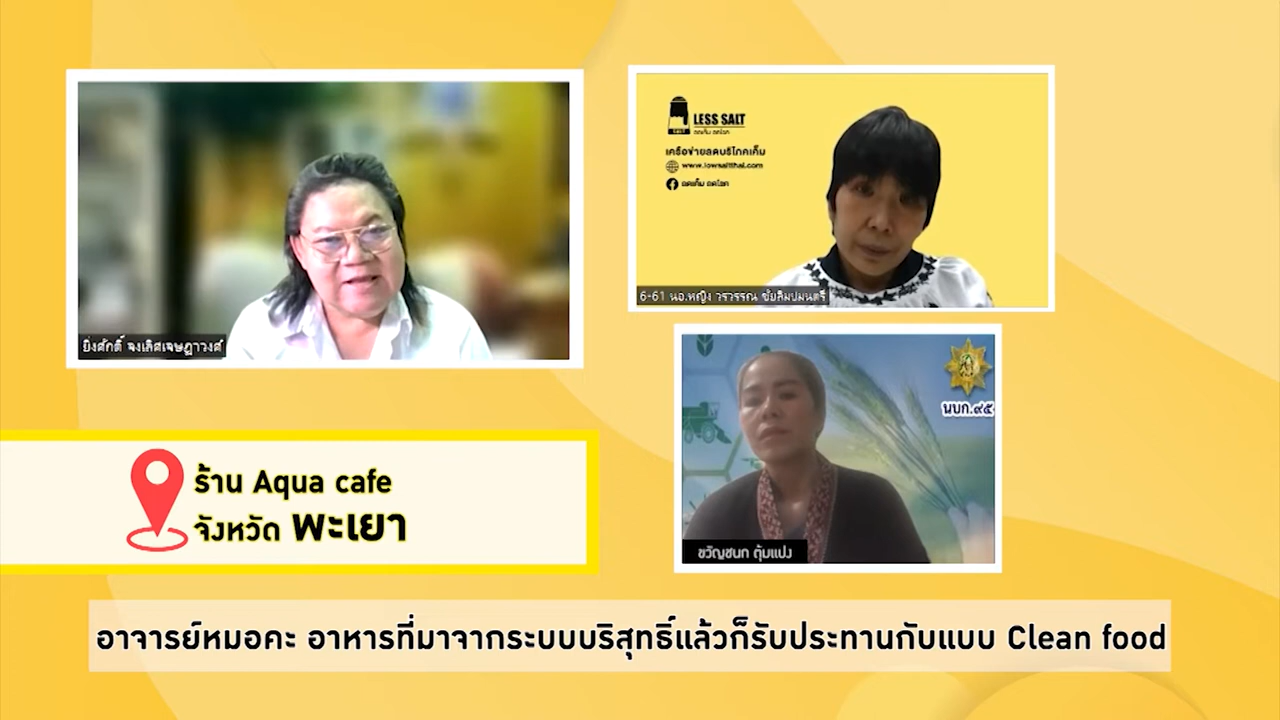 LESS SALT
SALT
ลดเค็ม ลดโรค
เครือข่ายลดบริโภคเค็ม
www.lowsaltthai.com
ลดเค็ม ลดโรค
6-61 นอ.หญิง วรวรรณ ชัยลิมปมนตรี
ยิ่งศักดิ์ จงเลิศเจษฎาวงศ์
นบก.๙๕
ร้าน Aqua cafe
จังหวัด พะเยา
ขวัญชนก ตุ้มแปง
อาจารย์หมอคะ อาหารที่มาจากระบบบริสุทธิ์แล้วก็รับประทานกับแบบ Clean food